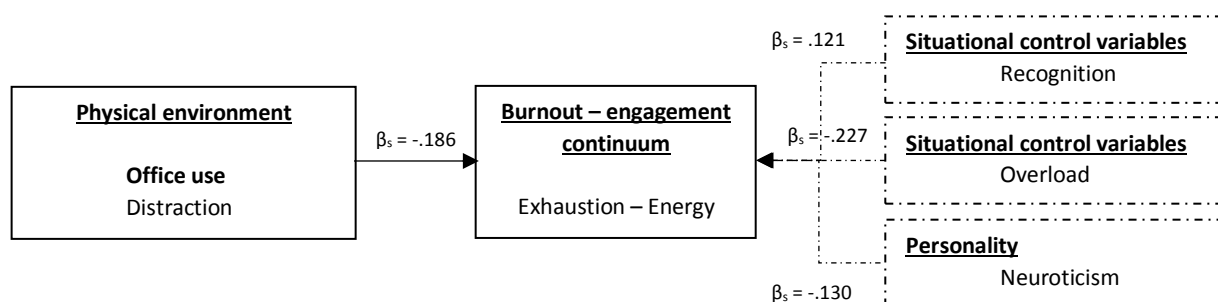 Physical environment
Office use
Distraction
βs = -.186
Burnout – engagement
continuum
Exhaustion – Energy
βs = .121
βs = -.227
βs = -.130
Situational control variables
Recognition
Situational control variables
Overload
Personality
Neuroticism